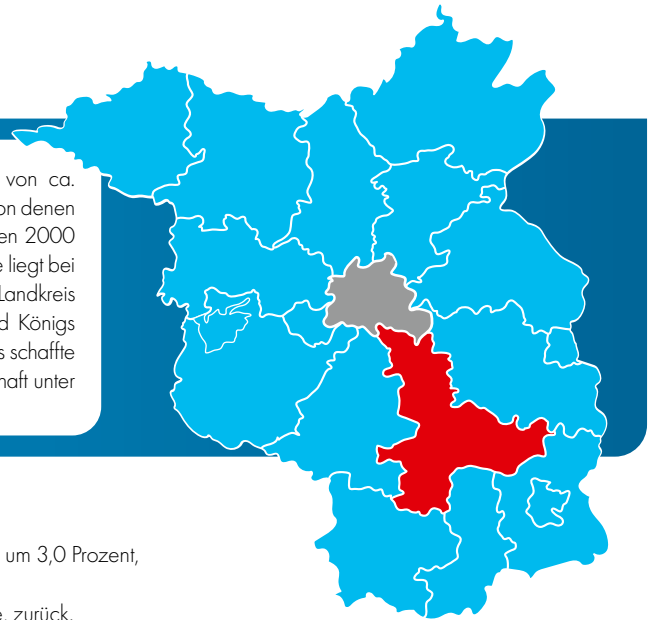 von ca.
on denen
en 2000
e liegt bei
Landkreis
d Königs
s schaffte
haft unter
um 3,0 Prozent,
e, zurück.